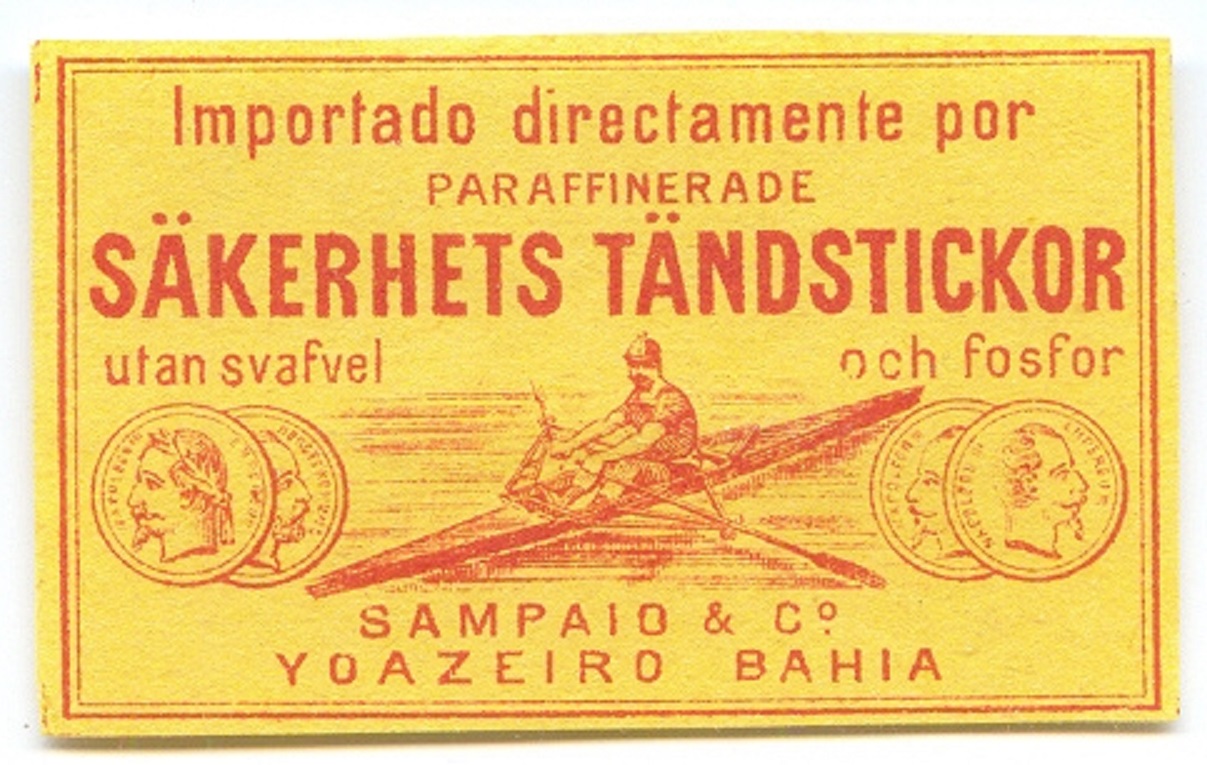 Importado directamente por
PARAFFINERADE
SÄKERHETS TÄNDSTICKOR
utan svafvel och fosfor
SAMPAIO & Cº
YOAZEIRO BAHIA